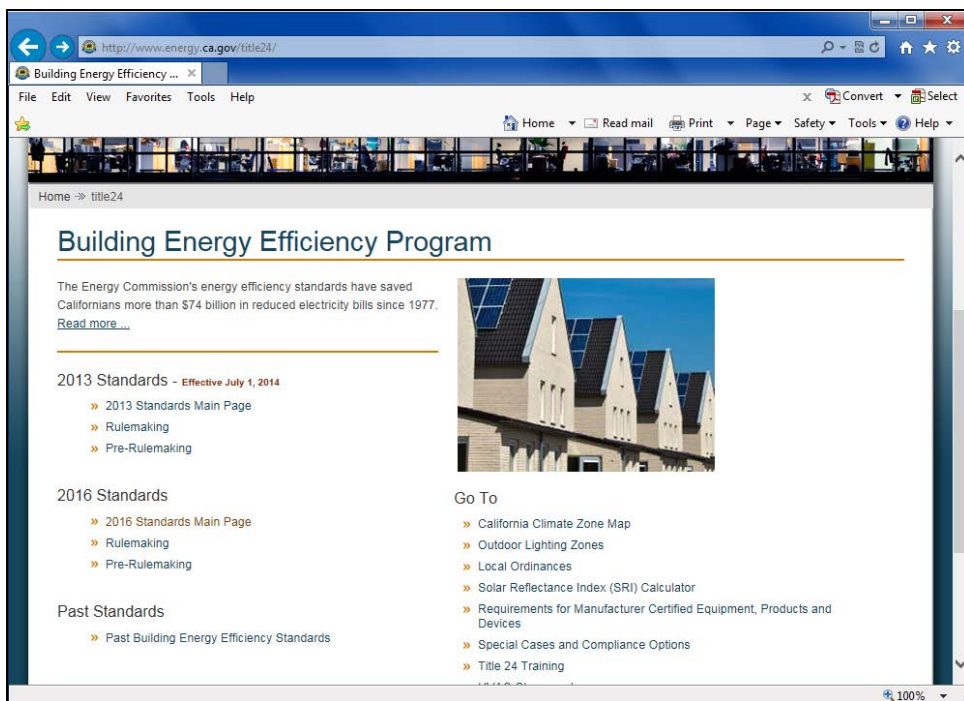 http://www.energy.ca.gov/title24/
Building Energy Efficiency ...
File Edit View Favorites Tools Help
x Convert Select
Home Read mail Print Page Safety Tools Help
Home title24
Building Energy Efficiency Program
The Energy Commission's energy efficiency standards have saved
Californians more than $74 billion in reduced electricity bills since 1977.
Read more ...
2013 Standards - Effective July 1, 2014
» 2013 Standards Main Page
» Rulemaking
» Pre-Rulemaking
2016 Standards
» 2016 Standards Main Page
» Rulemaking
» Pre-Rulemaking
Past Standards
» Past Building Energy Efficiency Standards
Go To
» California Climate Zone Map
» Outdoor Lighting Zones
» Local Ordinances
» Solar Reflectance Index (SRI) Calculator
» Requirements for Manufacturer Certified Equipment, Products and
Devices
» Special Cases and Compliance Options
» Title 24 Training
100%